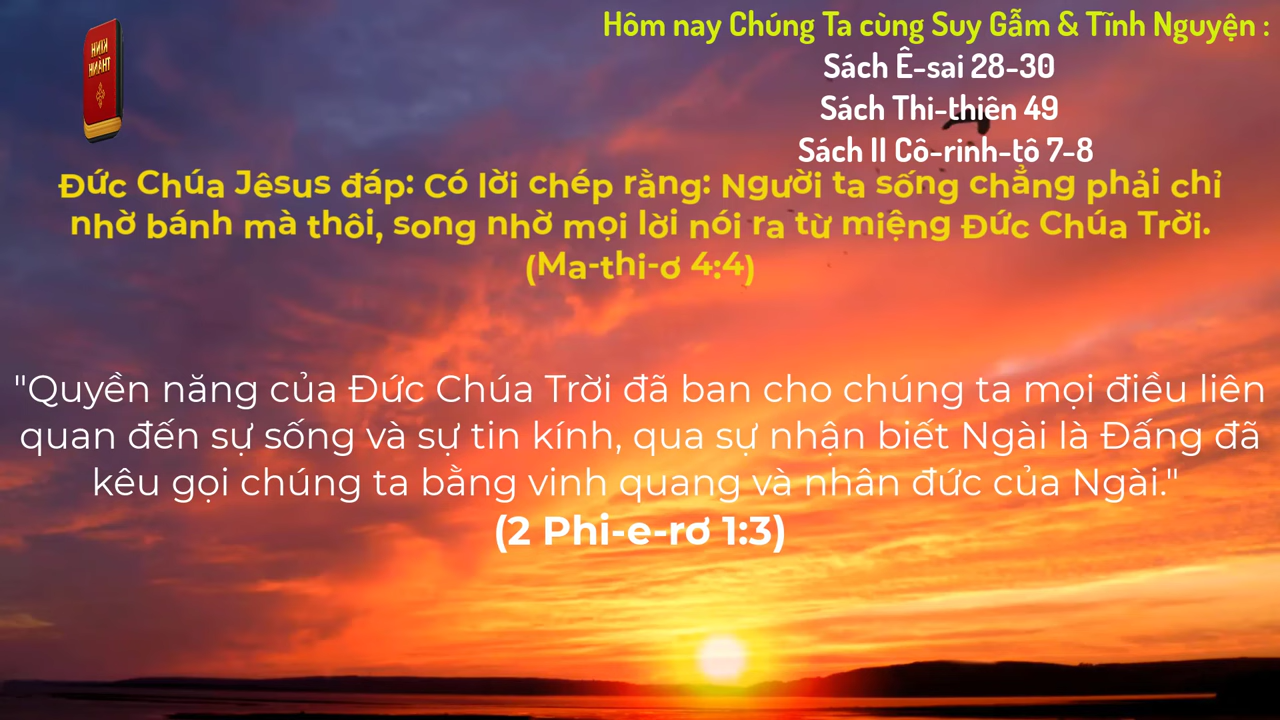 KINH
THÁNH
Hôm nay Chúng Ta cùng Suy Gẫm & Tĩnh Nguyện :
Sách Ê-sai 28-30
Sách Thi-thiên 49
Sách II Cô-rinh-tô 7-8
Đức Chúa Jêsus đáp: Có lời chép rằng: Người ta sống chẳng phải chỉ
nhờ bánh mà thôi, song nhờ mọi lời nói ra từ miệng Đức Chúa Trời.
(Ma-thi-ơ 4:4)
"Quyền năng của Đức Chúa Trời đã ban cho chúng ta mọi điều liên
quan đến sự sống và sự tin kính, qua sự nhận biết Ngài là Đấng đã
kêu gọi chúng ta bằng vinh quang và nhân đức của Ngài."
(2 Phi-e-rơ 1:3)